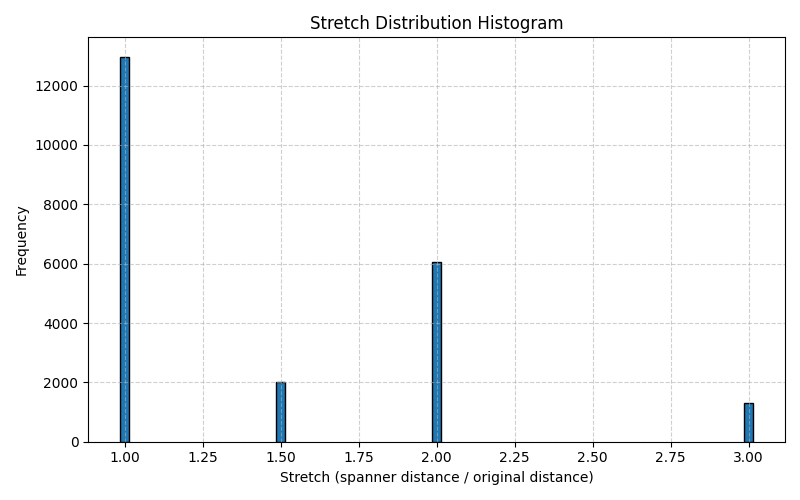 Stretch Distribution Histogram
Frequency
12000
10000
8000
6000
4000
2000
0
1.00 1.25 1.50 1.75 2.00 2.25 2.50 2.75 3.00
Stretch (spanner distance / original distance)